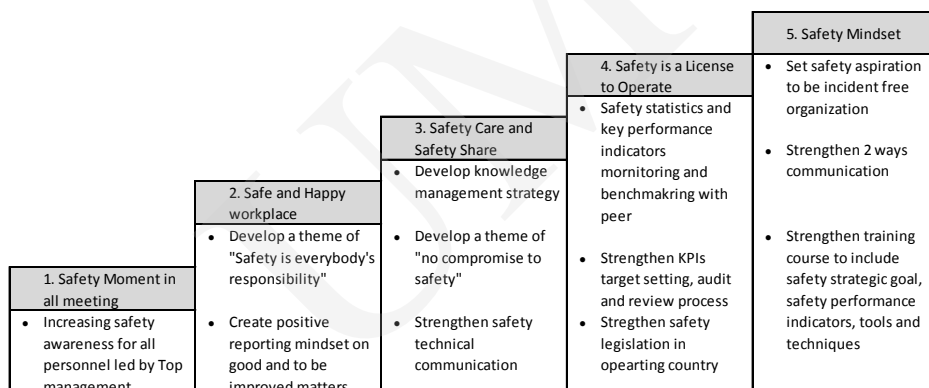 1. Safety Moment in
all meeting
• Increasing safety
awareness for all
personnel led by Top
management
2. Safe and Happy
workplace
• Develop a theme of
"Safety is everybody's
responsibility"
• Create positive
reporting mindset on
good and to be
improved matters
3. Safety Care and
Safety Share
• Develop knowledge
management strategy
• Develop a theme of
"no compromise to
safety"
• Strengthen safety
technical
communication
4. Safety is a License
to Operate
• Safety statistics and
key performance
indicators
mornitoring and
benchmakring with
peer
• Strengthen KPIs
target setting, audit
and review process
• Stregthen safety
legislation in
opearting country
5. Safety Mindset
• Set safety aspiration
to be incident free
organization
• Strengthen 2 ways
communication
• Strengthen training
course to include
safety strategic goal,
safety performance
indicators, tools and
techniques
UM